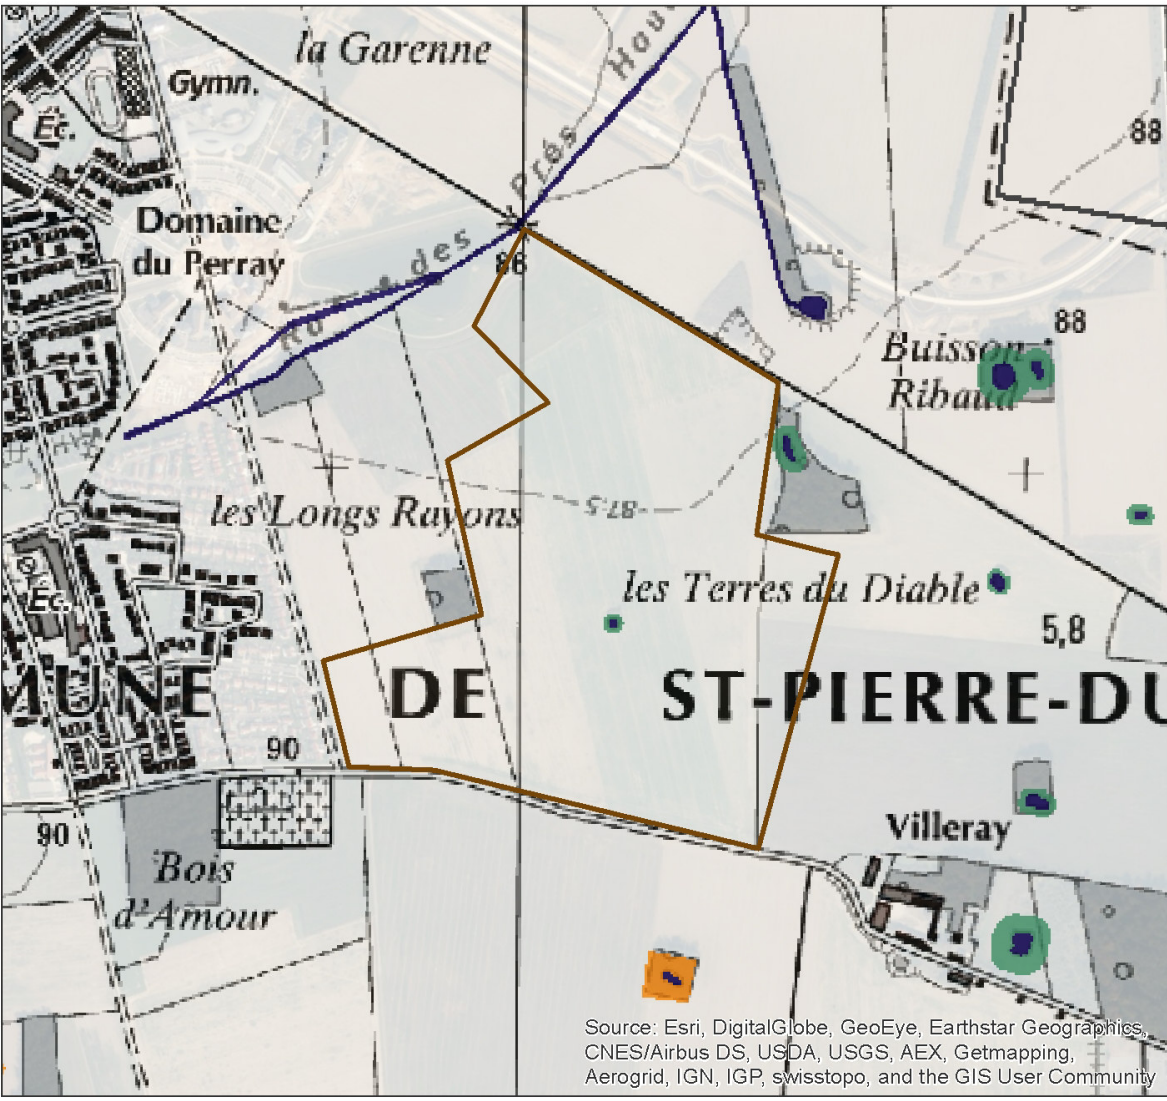 la Garenne
Gymn.
Éc.
Haut
88
Prés
Domaine
du Perray
Ru
des
86
88
Buisson
Ribaud
les Longs Rayons
87.5
les Terres du Diable
Éc.
5,8
MUNE DE ST-PIERRE-DU
90
90
Villeray
Bois
d'Amour
Source: Esri, DigitalGlobe, GeoEye, Earthstar Geographics,
CNES/Airbus DS, USDA, USGS, AEX, Getmapping,
Aerogrid, IGN, IGP, swisstopo, and the GIS User Community